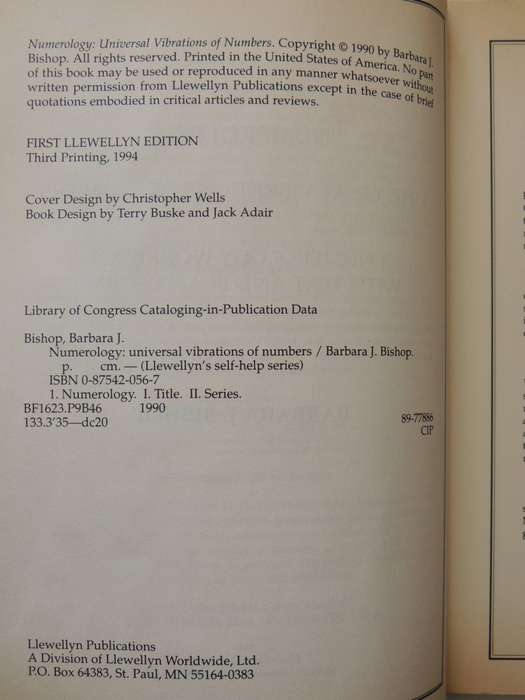 Numerology: Universal Vibrations of Numbers. Copyright © 1990 by Barbara J.
Bishop. All rights reserved. Printed in the United States of America. No part
of this book may be used or reproduced in any manner whatsoever without
written permission from Llewellyn Publications except in the case of brief
quotations embodied in critical articles and reviews.
FIRST LLEWELLYN EDITION
Third Printing, 1994
Cover Design by Christopher Wells
Book Design by Terry Buske and Jack Adair
Library of Congress Cataloging-in-Publication Data
Bishop, Barbara J.
Numerology: universal vibrations of numbers / Barbara J. Bishop.
p. cm. — (Llewellyn's self-help series)
ISBN 0-87542-056-7
1. Numerology. I. Title. II. Series.
BF1623.P9B46 1990
133.3'35—dc20 89-77886
CIP
Llewellyn Publications
A Division of Llewellyn Worldwide, Ltd.
P.O. Box 64383, St. Paul, MN 55164-0383